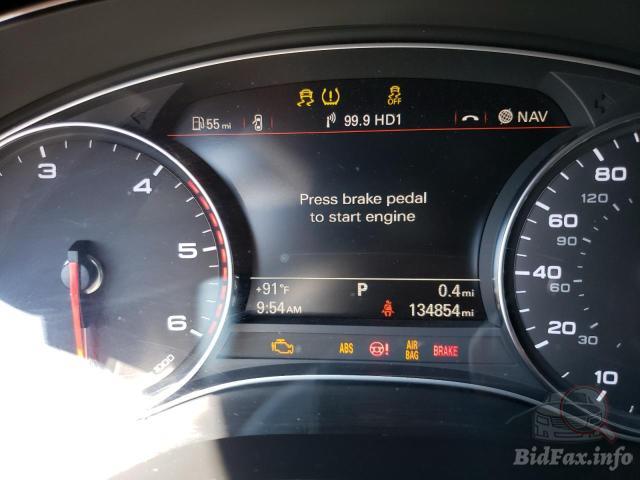 OFF
55 mi
99.9 HD1
NAV
Press brake pedal
to start engine
+91°F
P
0.4 mi
9:54 AM
134854 mi
ABS
AIR
BAG
BRAKE
3
4
5
6
1000
80
120
60
90
40
20
30
10
BidFax.info